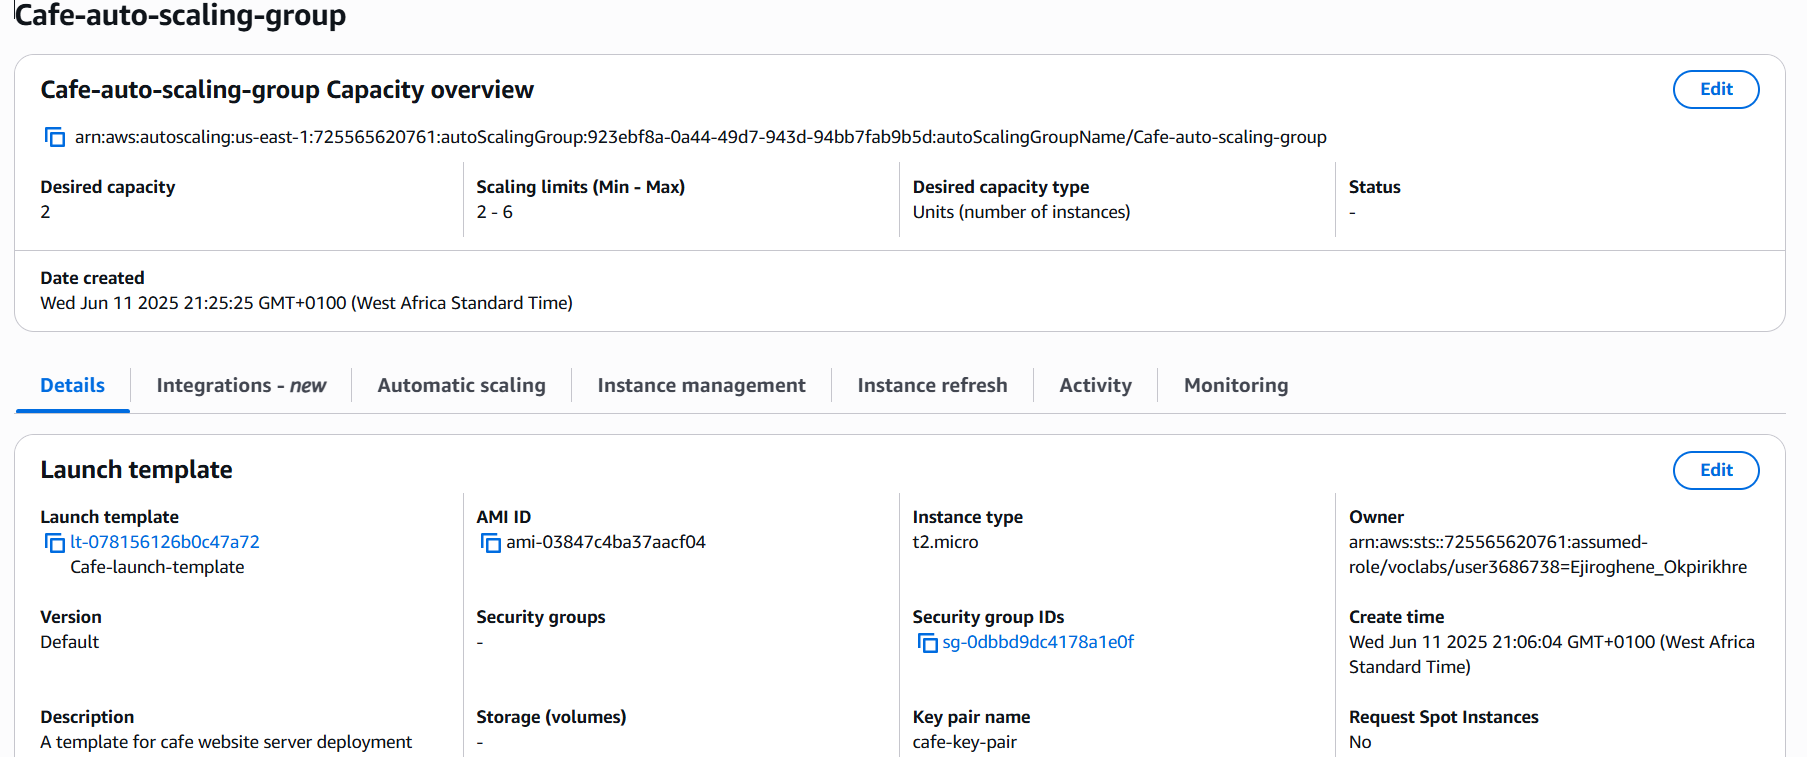 Cafe-auto-scaling-group
Cafe-auto-scaling-group Capacity overview
Edit
arn:aws:autoscaling:us-east-1:725565620761:autoScalingGroup:923ebf8a-0a44-49d7-943d-94bb7fab9b5d:autoScalingGroupName/Cafe-auto-scaling-group
Desired capacity
2
Scaling limits (Min - Max)
2 - 6
Desired capacity type
Units (number of instances)
Status
-
Date created
Wed Jun 11 2025 21:25:25 GMT+0100 (West Africa Standard Time)
Details
Integrations - new
Automatic scaling
Instance management
Instance refresh
Activity
Monitoring
Launch template
Edit
Launch template
lt-078156126b0c47a72
Cafe-launch-template
AMI ID
ami-03847c4ba37aacf04
Instance type
t2.micro
Owner
arn:aws:sts::725565620761:assumed-
role/voclabs/user3686738=Ejiroghene_Okpirikhre
Version
Default
Security groups
-
Security group IDs
sg-0dbbd9dc4178a1e0f
Create time
Wed Jun 11 2025 21:06:04 GMT+0100 (West Africa
Standard Time)
Description
A template for cafe website server deployment
Storage (volumes)
-
Key pair name
cafe-key-pair
Request Spot Instances
No